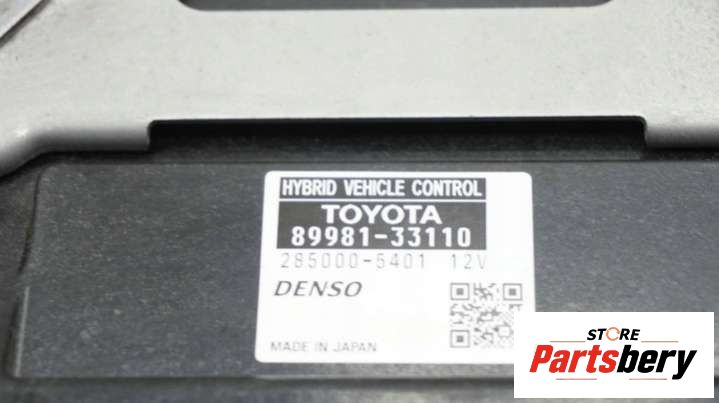 HYBRID VEHICLE CONTROL
TOYOTA
89981-33110
285000-5401 12V
DENSO
MADE IN JAPAN
STORE
Partsbery